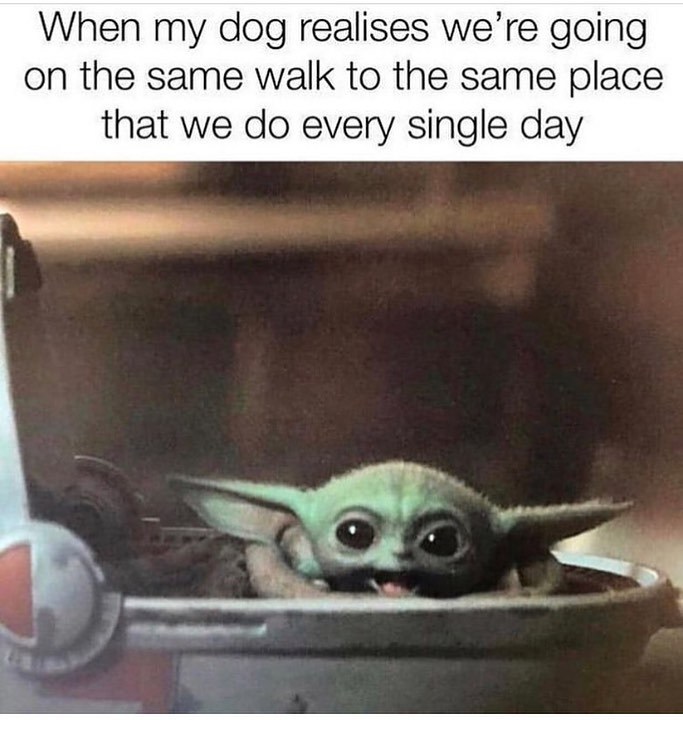 When my dog realises we’re going
on the same walk to the same place
that we do every single day